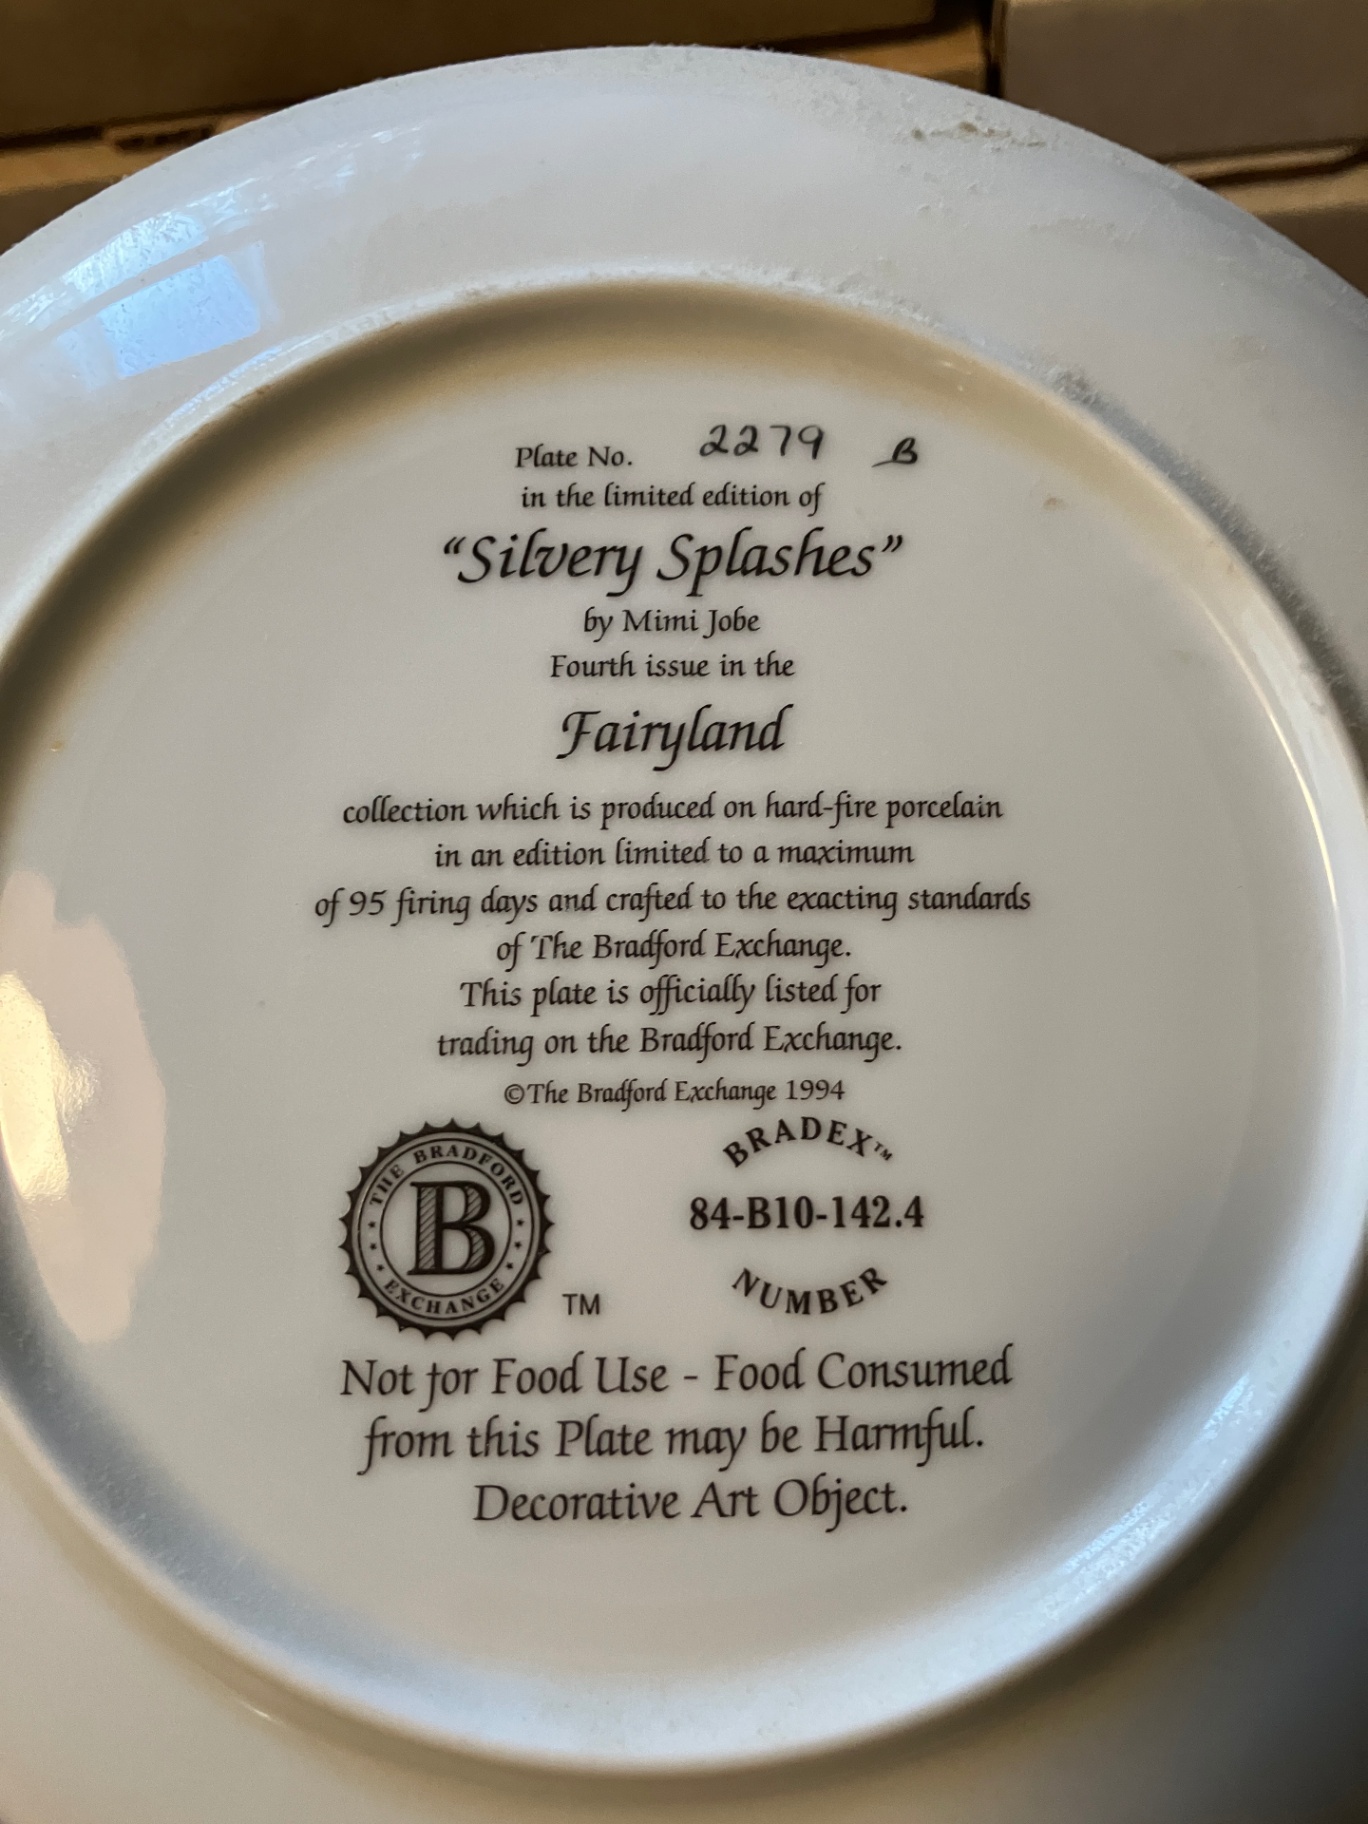 Plate No. 2279 B
in the limited edition of
“Silvery Splashes”
by Mimi Jobe
Fourth issue in the
Fairyland
collection which is produced on hard-fire porcelain
in an edition limited to a maximum
of 95 firing days and crafted to the exacting standards
of The Bradford Exchange.
This plate is officially listed for
trading on the Bradford Exchange.
©The Bradford Exchange 1994
THE BRADFORD
B
EXCHANGE
TM
BRADEX™
84-B10-142.4
NUMBER
Not for Food Use - Food Consumed
from this Plate may be Harmful.
Decorative Art Object.